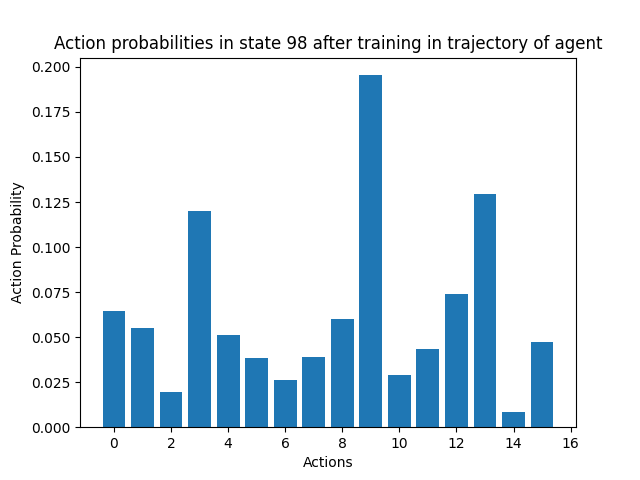 Action probabilities in state 98 after training in trajectory of agent
0.200
0.175
0.150
0.125
0.100
0.075
0.050
0.025
0.000
Action Probability
0 2 4 6 8 10 12 14 16
Actions